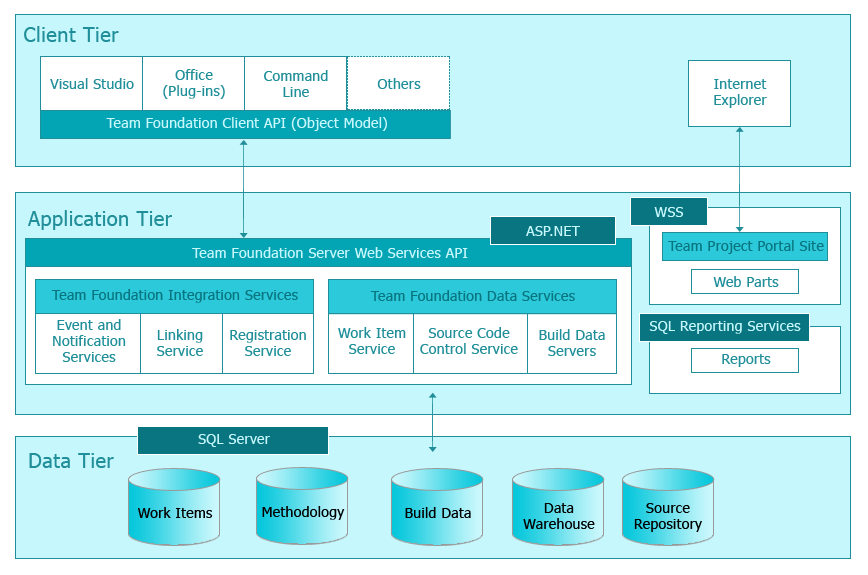 Client Tier
Visual Studio
Office
(Plug-ins)
Command
Line
Others
Team Foundation Client API (Object Model)
Internet
Explorer
Application Tier
ASP.NET
Team Foundation Server Web Services API
Team Foundation Integration Services
Event and
Notification
Services
Linking
Service
Registration
Service
Team Foundation Data Services
Work Item
Service
Source Code
Control Service
Build Data
Servers
WSS
Team Project Portal Site
Web Parts
SQL Reporting Services
Reports
Data Tier
SQL Server
Work Items
Methodology
Build Data
Data
Warehouse
Source
Repository